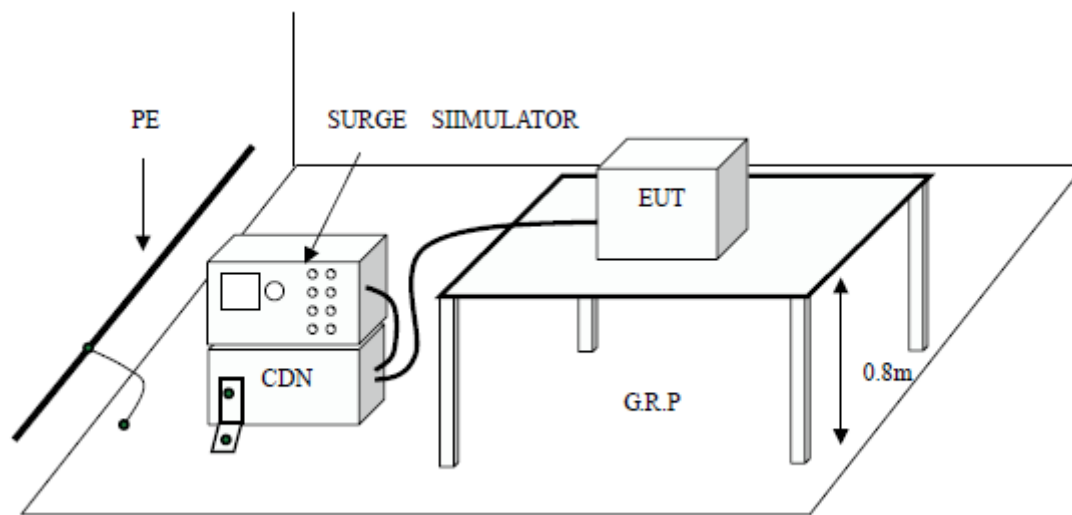 PE
SURGE SIIMULATOR
EUT
CDN
0.8m
G.R.P